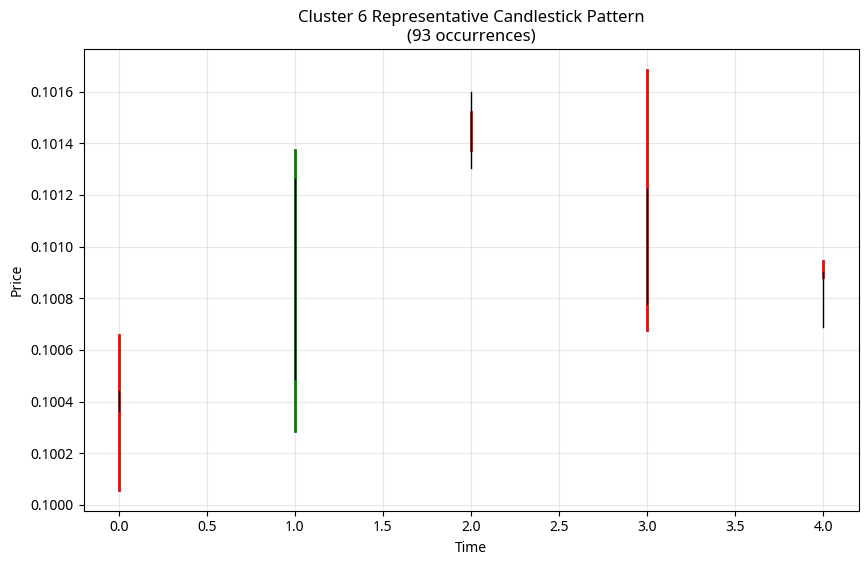 Cluster 6 Representative Candlestick Pattern
(93 occurrences)
Price
0.1016
0.1014
0.1012
0.1010
0.1008
0.1006
0.1004
0.1002
0.1000
0.0 0.5 1.0 1.5 2.0 2.5 3.0 3.5 4.0
Time